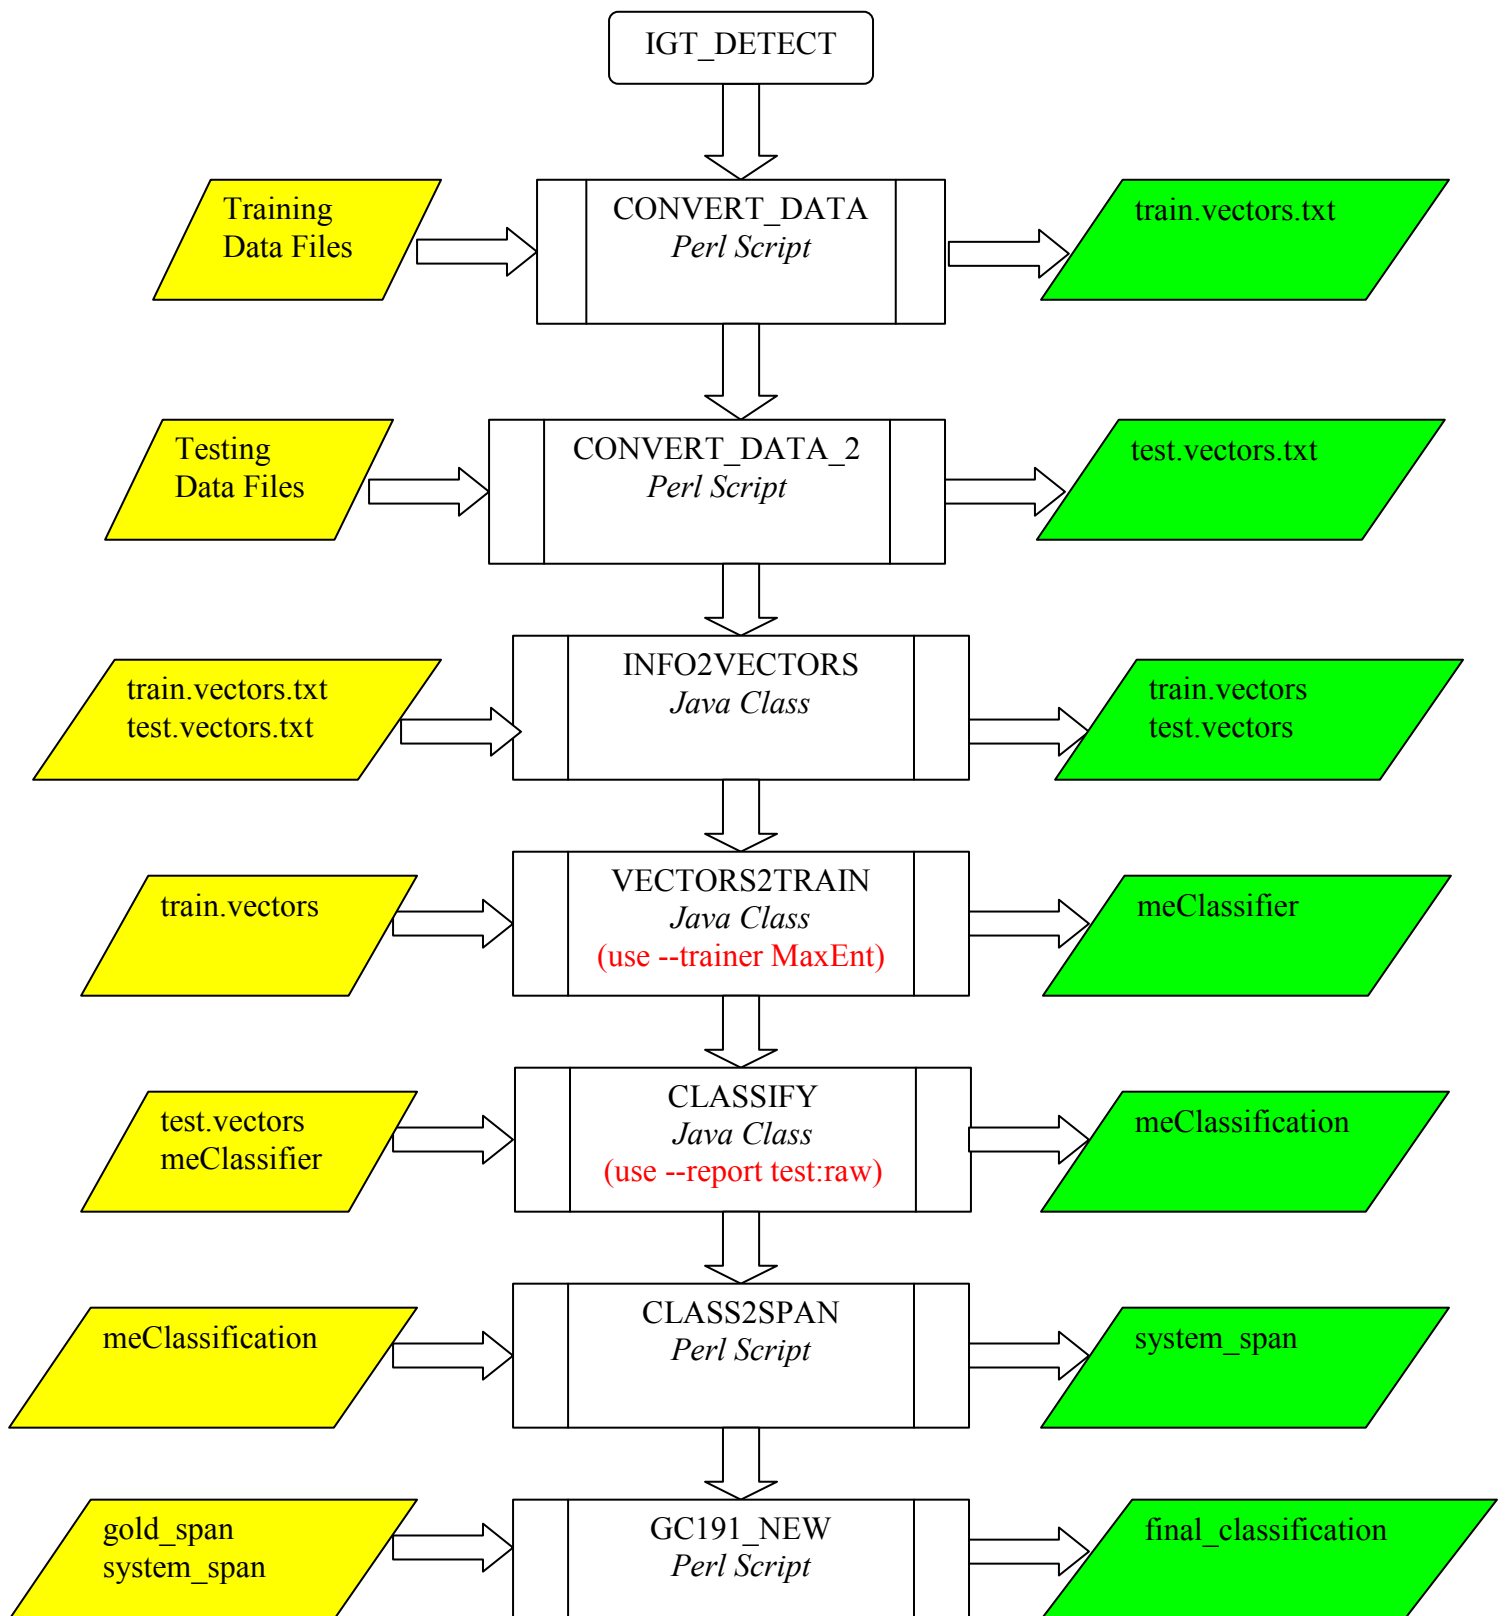 IGT_DETECT
Training
Data Files
CONVERT_DATA
Perl Script
train.vectors.txt
Testing
Data Files
CONVERT_DATA_2
Perl Script
test.vectors.txt
train.vectors.txt
test.vectors.txt
INFO2VECTORS
Java Class
train.vectors
test.vectors
train.vectors
VECTORS2TRAIN
Java Class
(use --trainer MaxEnt)
meClassifier
test.vectors
meClassifier
CLASSIFY
Java Class
(use --report test:raw)
meClassification
meClassification
CLASS2SPAN
Perl Script
system_span
gold_span
system_span
GC191_NEW
Perl Script
final_classification